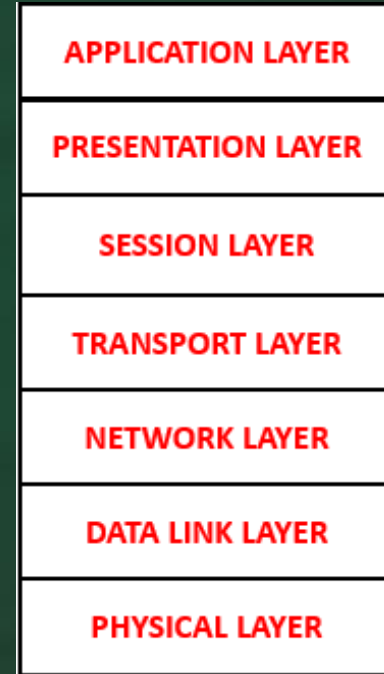 APPLICATION LAYER
PRESENTATION LAYER
SESSION LAYER
TRANSPORT LAYER
NETWORK LAYER
DATA LINK LAYER
PHYSICAL LAYER